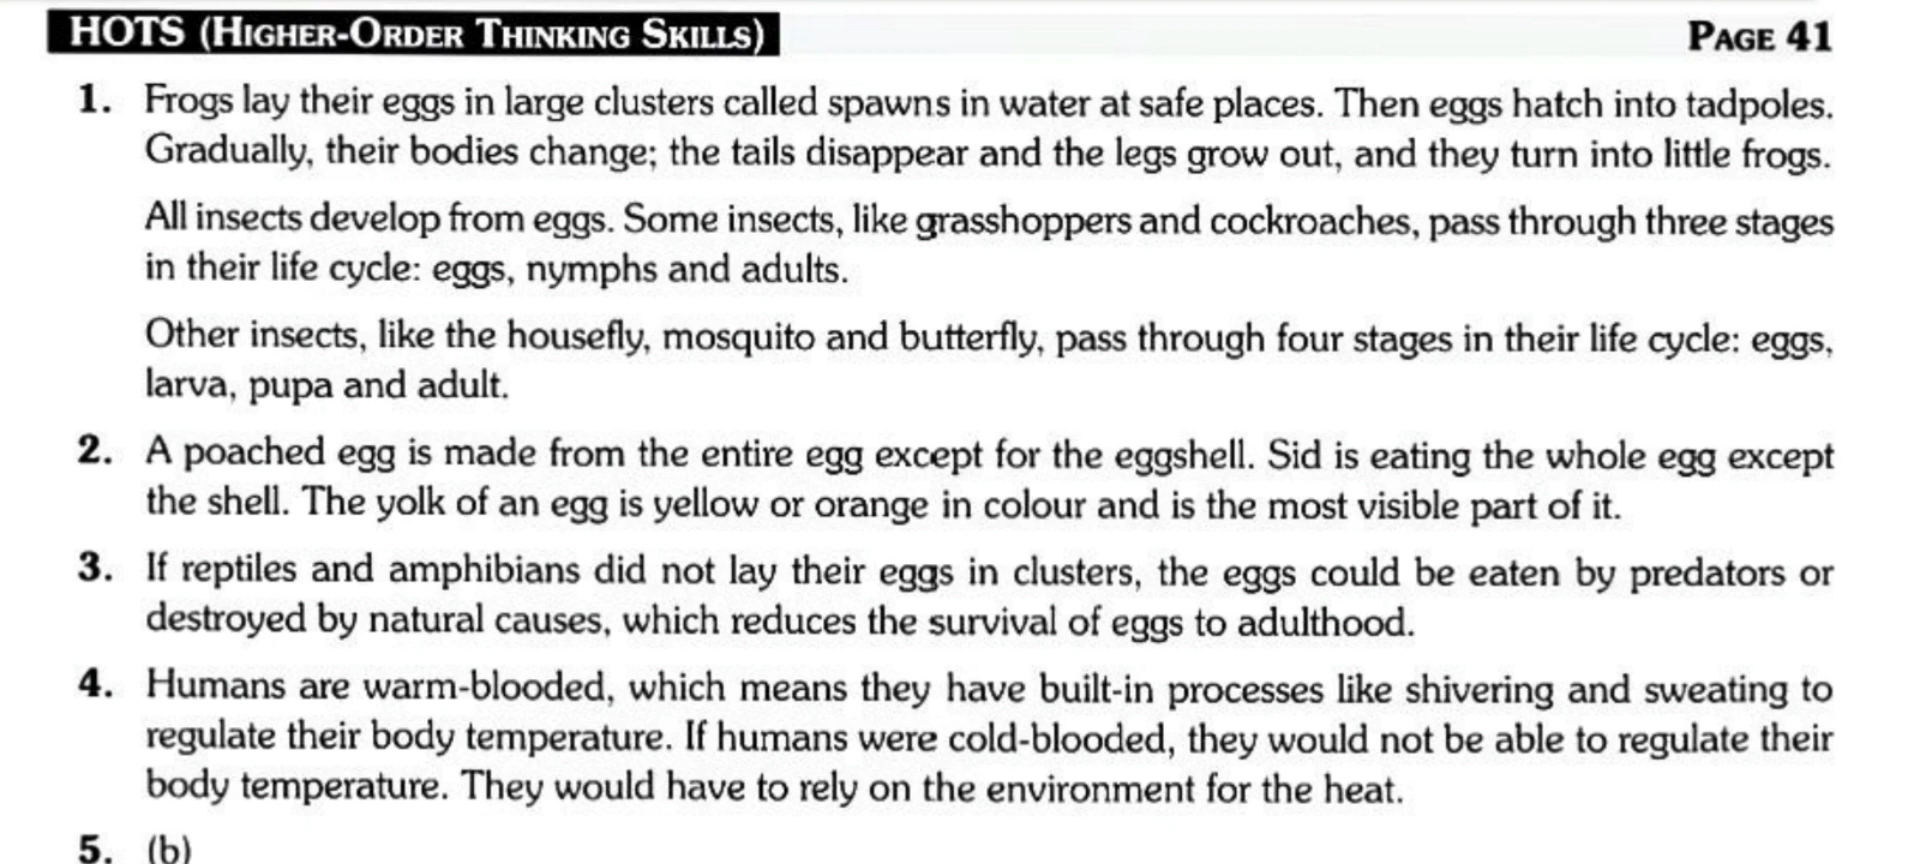 HOTS (HIGHER-ORDER THINKING SKILLS) PAGE 41
1. Frogs lay their eggs in large clusters called spawns in water at safe places. Then eggs hatch into tadpoles.
Gradually, their bodies change; the tails disappear and the legs grow out, and they turn into little frogs.
All insects develop from eggs. Some insects, like grasshoppers and cockroaches, pass through three stages
in their life cycle: eggs, nymphs and adults.
Other insects, like the housefly, mosquito and butterfly, pass through four stages in their life cycle: eggs,
larva, pupa and adult.
2. A poached egg is made from the entire egg except for the eggshell. Sid is eating the whole egg except
the shell. The yolk of an egg is yellow or orange in colour and is the most visible part of it.
3. If reptiles and amphibians did not lay their eggs in clusters, the eggs could be eaten by predators or
destroyed by natural causes, which reduces the survival of eggs to adulthood.
4. Humans are warm-blooded, which means they have built-in processes like shivering and sweating to
regulate their body temperature. If humans were cold-blooded, they would not be able to regulate their
body temperature. They would have to rely on the environment for the heat.
5. (b)